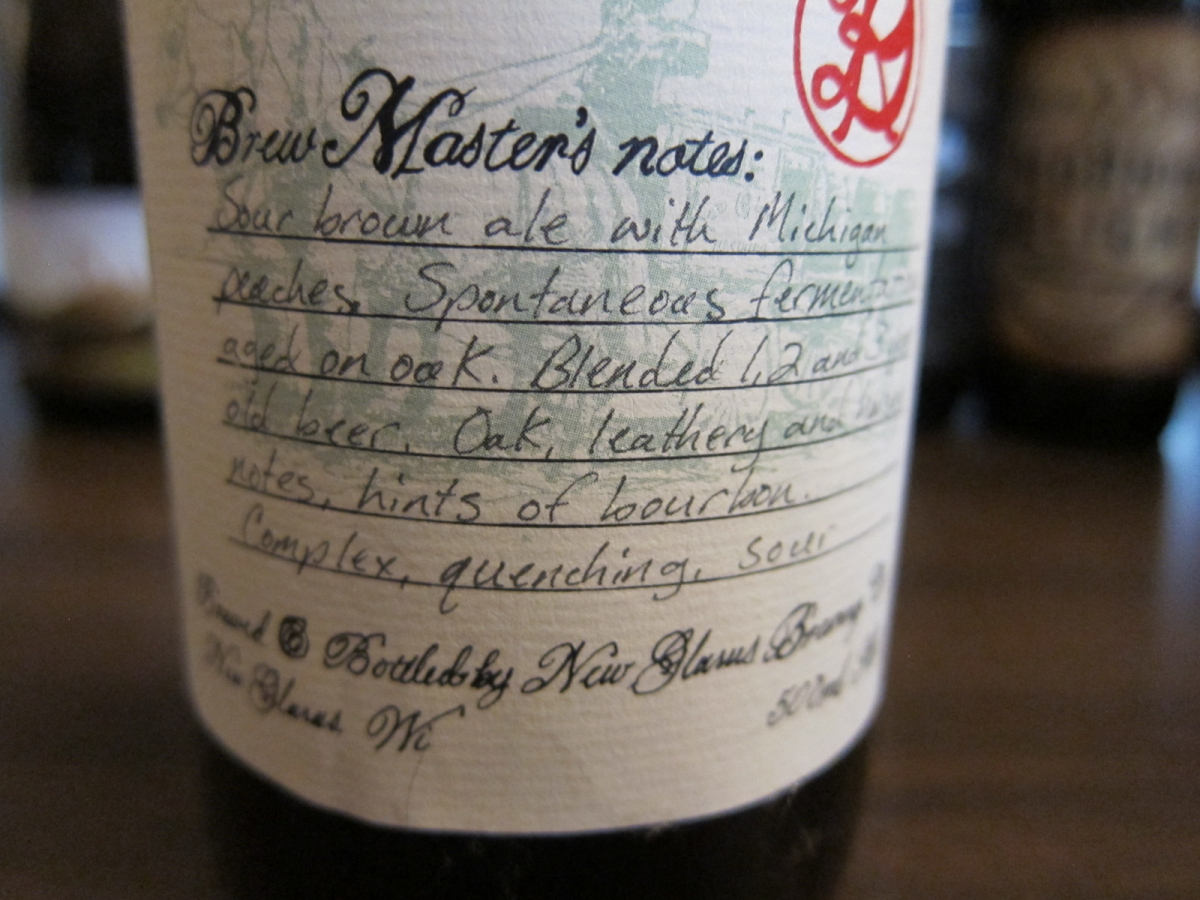 Brew Master's notes:
Sour brown ale with Michigan
peaches. Spontaneous
aged on oak. Blended 1, 2 and 3
old beer. Oak, leathery and
notes, hints of bourbon.
Complex, quenching, sour
Brewed & Bottled by New Glarus Brewing
New Glarus, Wi
500ml